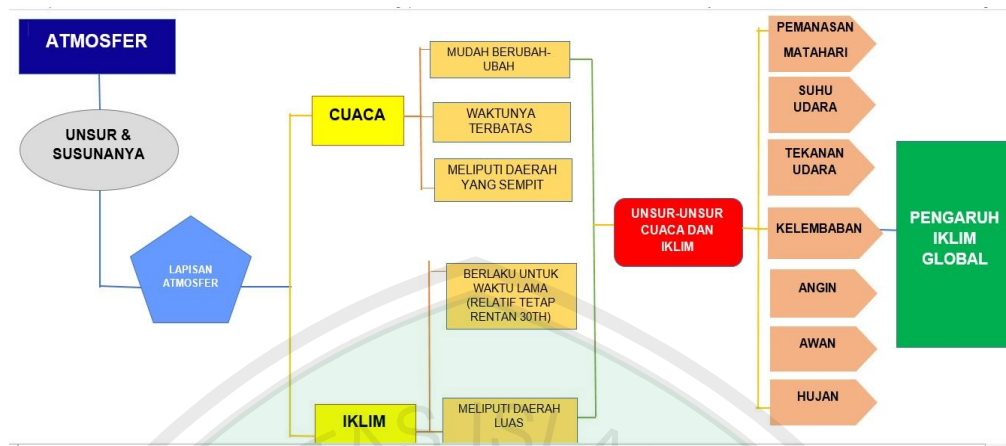 ATMOSFER
UNSUR &
SUSUNANYA
LAPISAN
ATMOSFER
CUACA
MUDAH BERUBAH-
UBAH
WAKTUNYA
TERBATAS
MELIPUTI DAERAH
YANG SEMPIT
IKLIM
BERLAKU UNTUK
WAKTU LAMA
(RELATIF TETAP
RENTAN 30TH)
MELIPUTI DAERAH
LUAS
UNSUR-UNSUR
CUACA DAN
IKLIM
PEMANASAN
MATAHARI
SUHU
UDARA
TEKANAN
UDARA
KELEMBABAN
ANGIN
AWAN
HUJAN
PENGARUH
IKLIM
GLOBAL